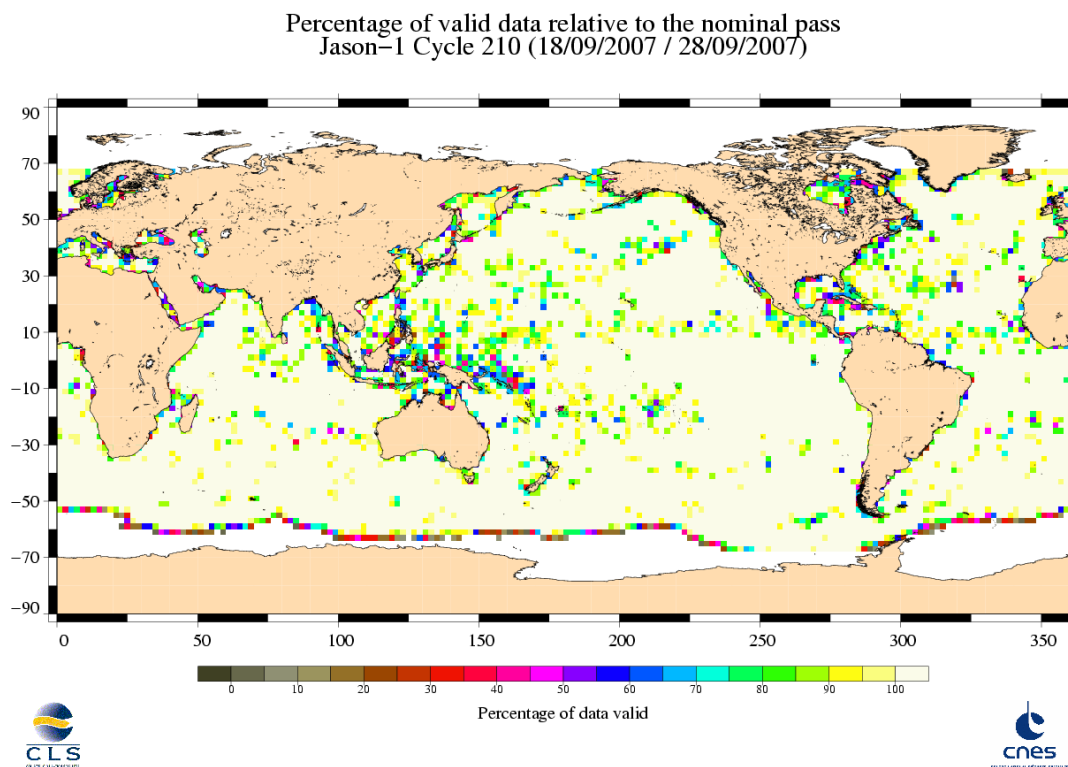 Percentage of valid data relative to the nominal pass
Jason−1 Cycle 210 (18/09/2007 / 28/09/2007)
90
70
50
30
10
−10
−30
−50
−70
−90
0 50 100 150 200 250 300 350
0 10 20 30 40 50 60 70 80 90 100
Percentage of data valid
CLS
cnes